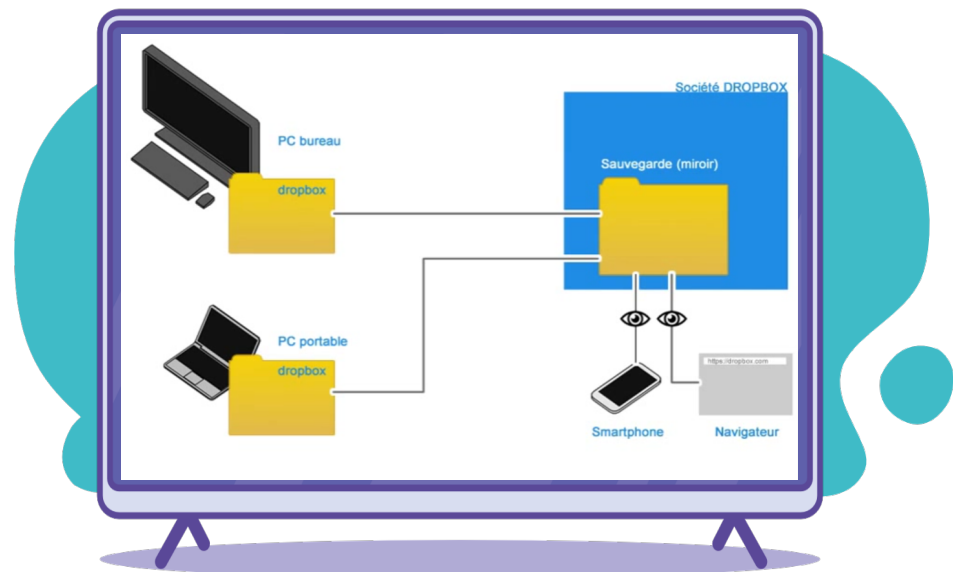 Société DROPBOX
PC bureau
Sauvegarde (miroir)
dropbox
PC portable
dropbox
https://dropbox.com
Smartphone
Navigateur